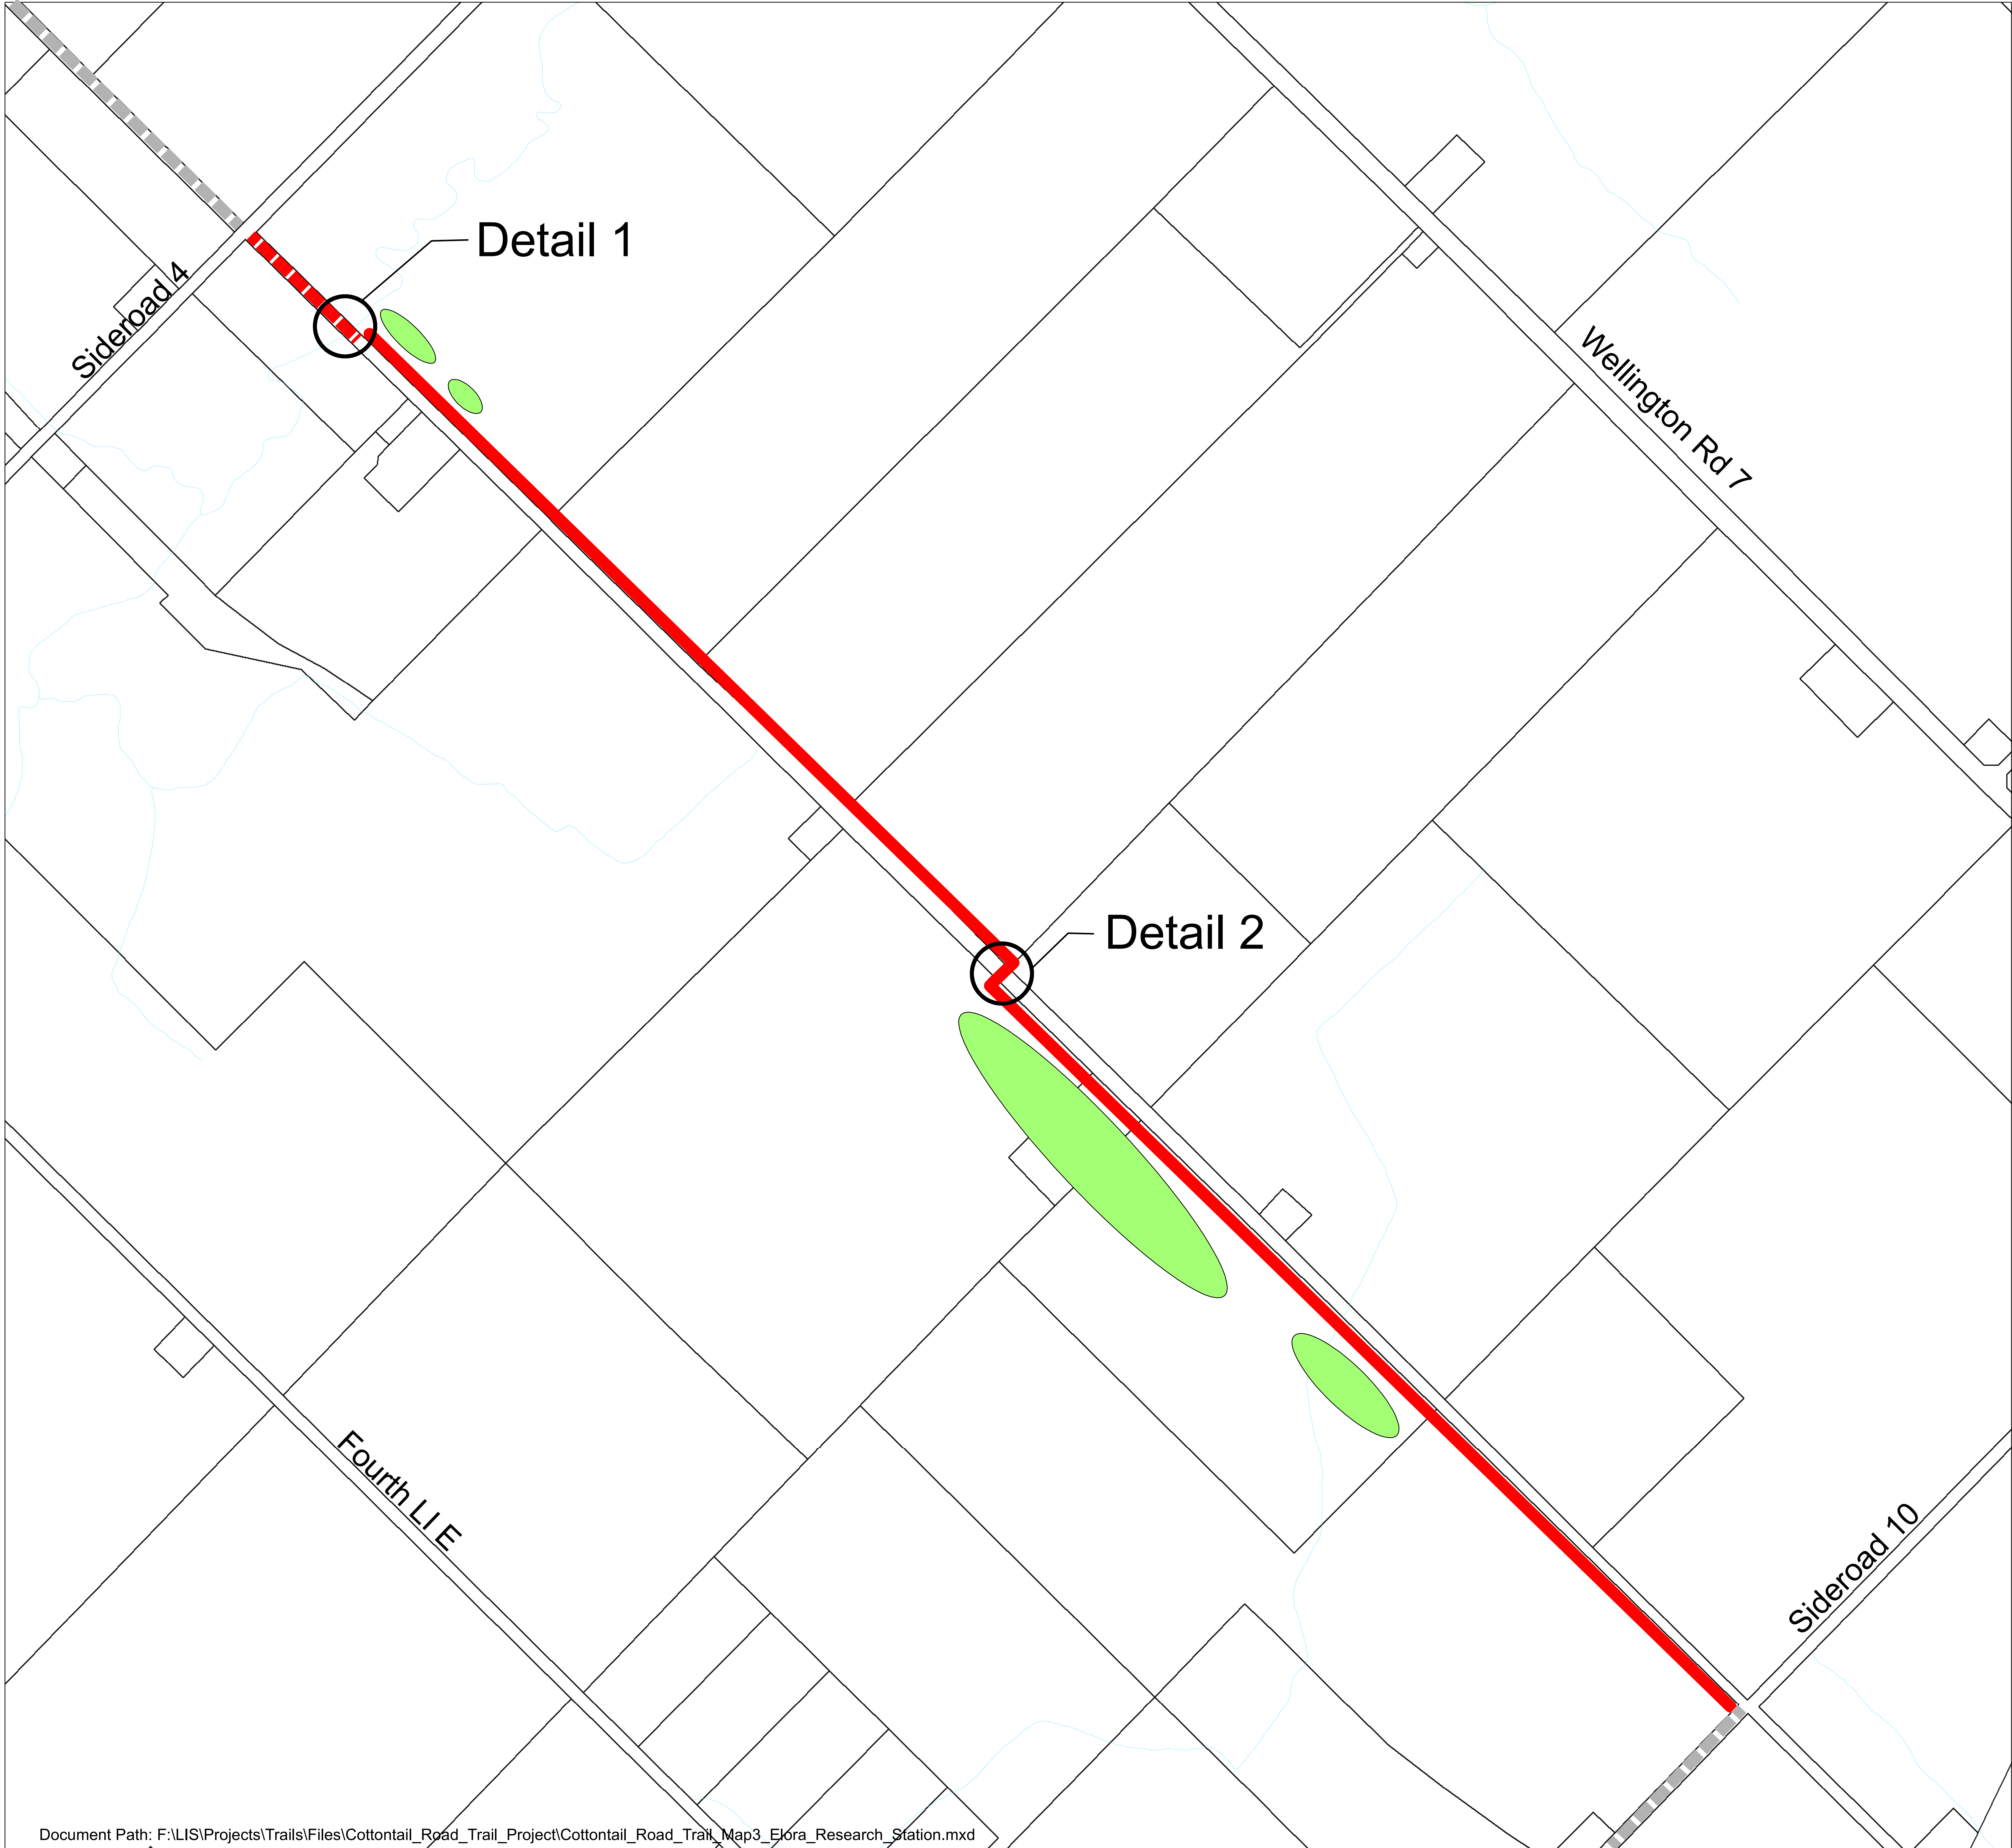 Detail 1
Sideroad 4
Wellington Rd 7
Detail 2
Fourth LI E
Sideroad 10
Document Path: F:\LIS\Projects\Trails\Files\Cottontail_Road_Trail_Project\Cottontail_Road_Trail_Map3_Elora_Research_Station.mxd